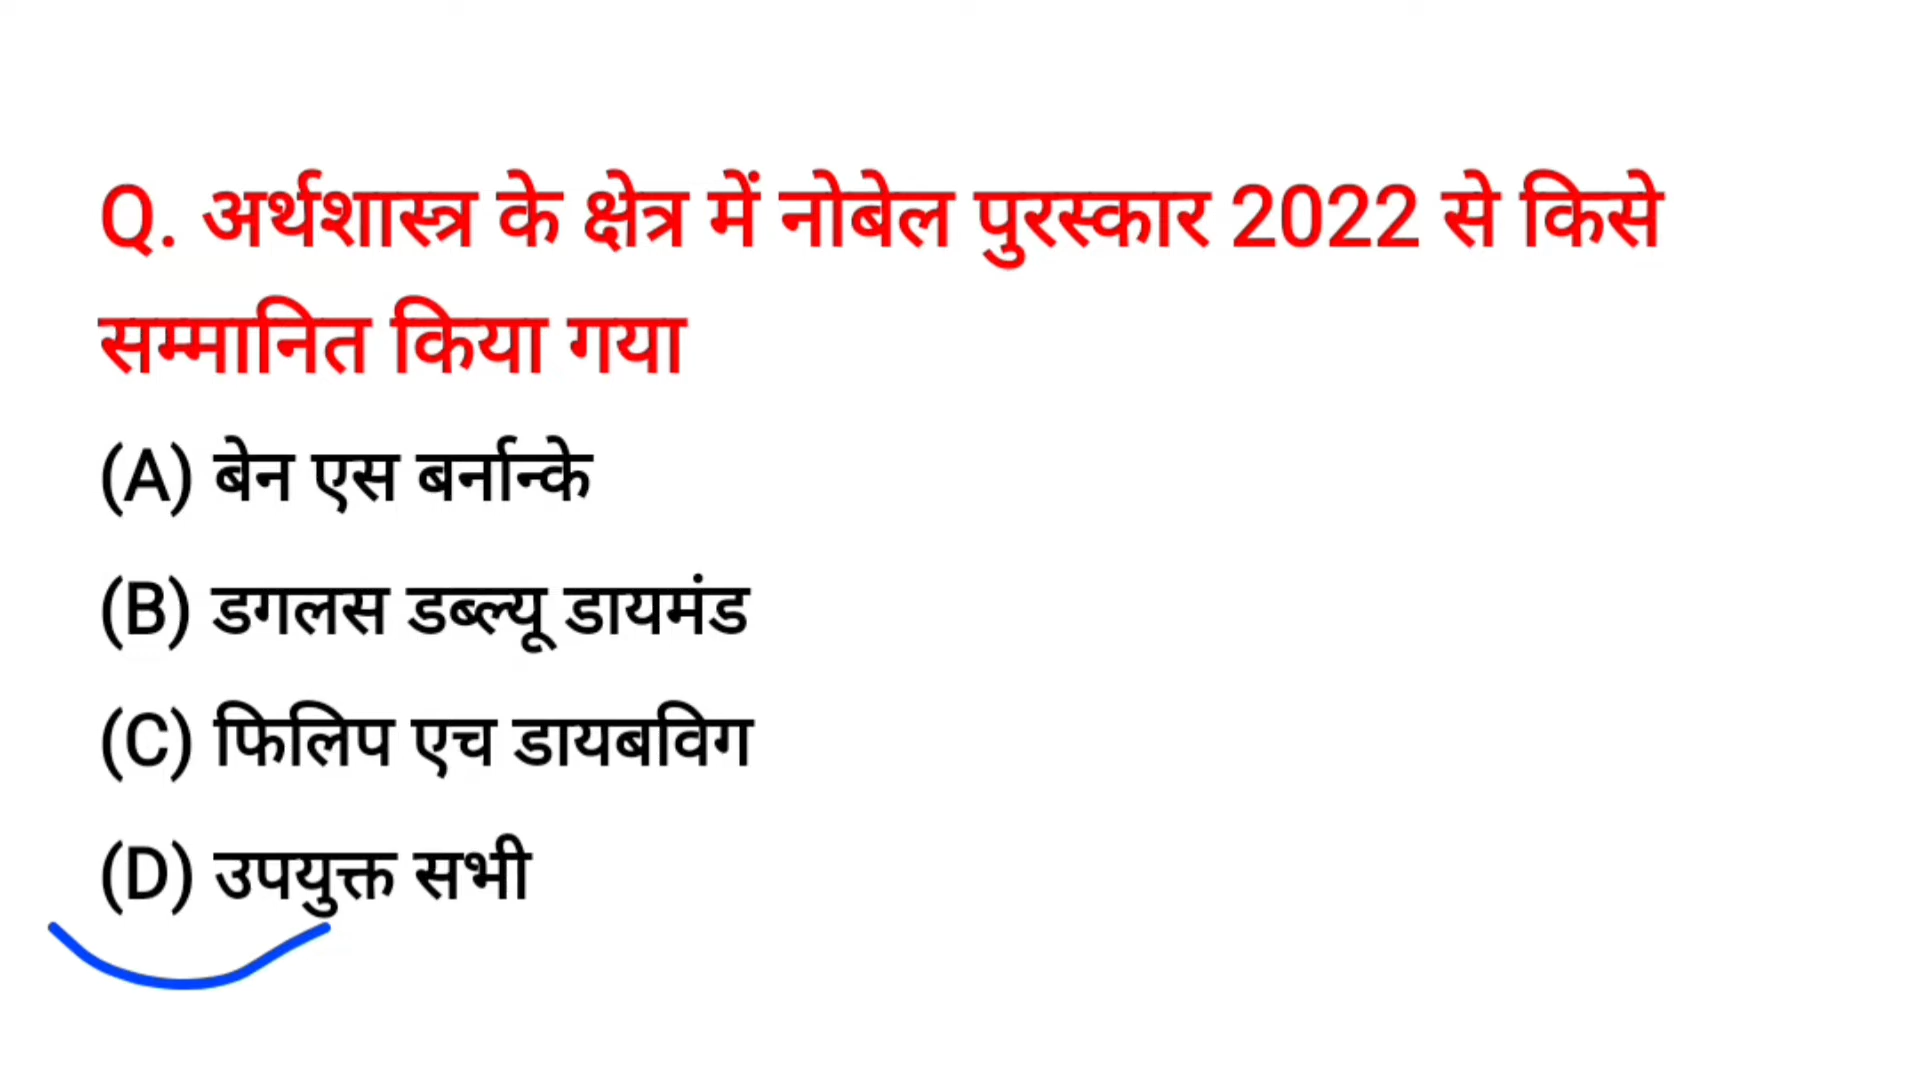 Q. अर्थशास्त्र के क्षेत्र में नोबेल पुरस्कार 2022 से किसे
सम्मानित किया गया
(A) बेन एस बर्नान्के
(B) डगलस डब्ल्यू डायमंड
(C) फिलिप एच डायबविग
(D) उपयुक्त सभी